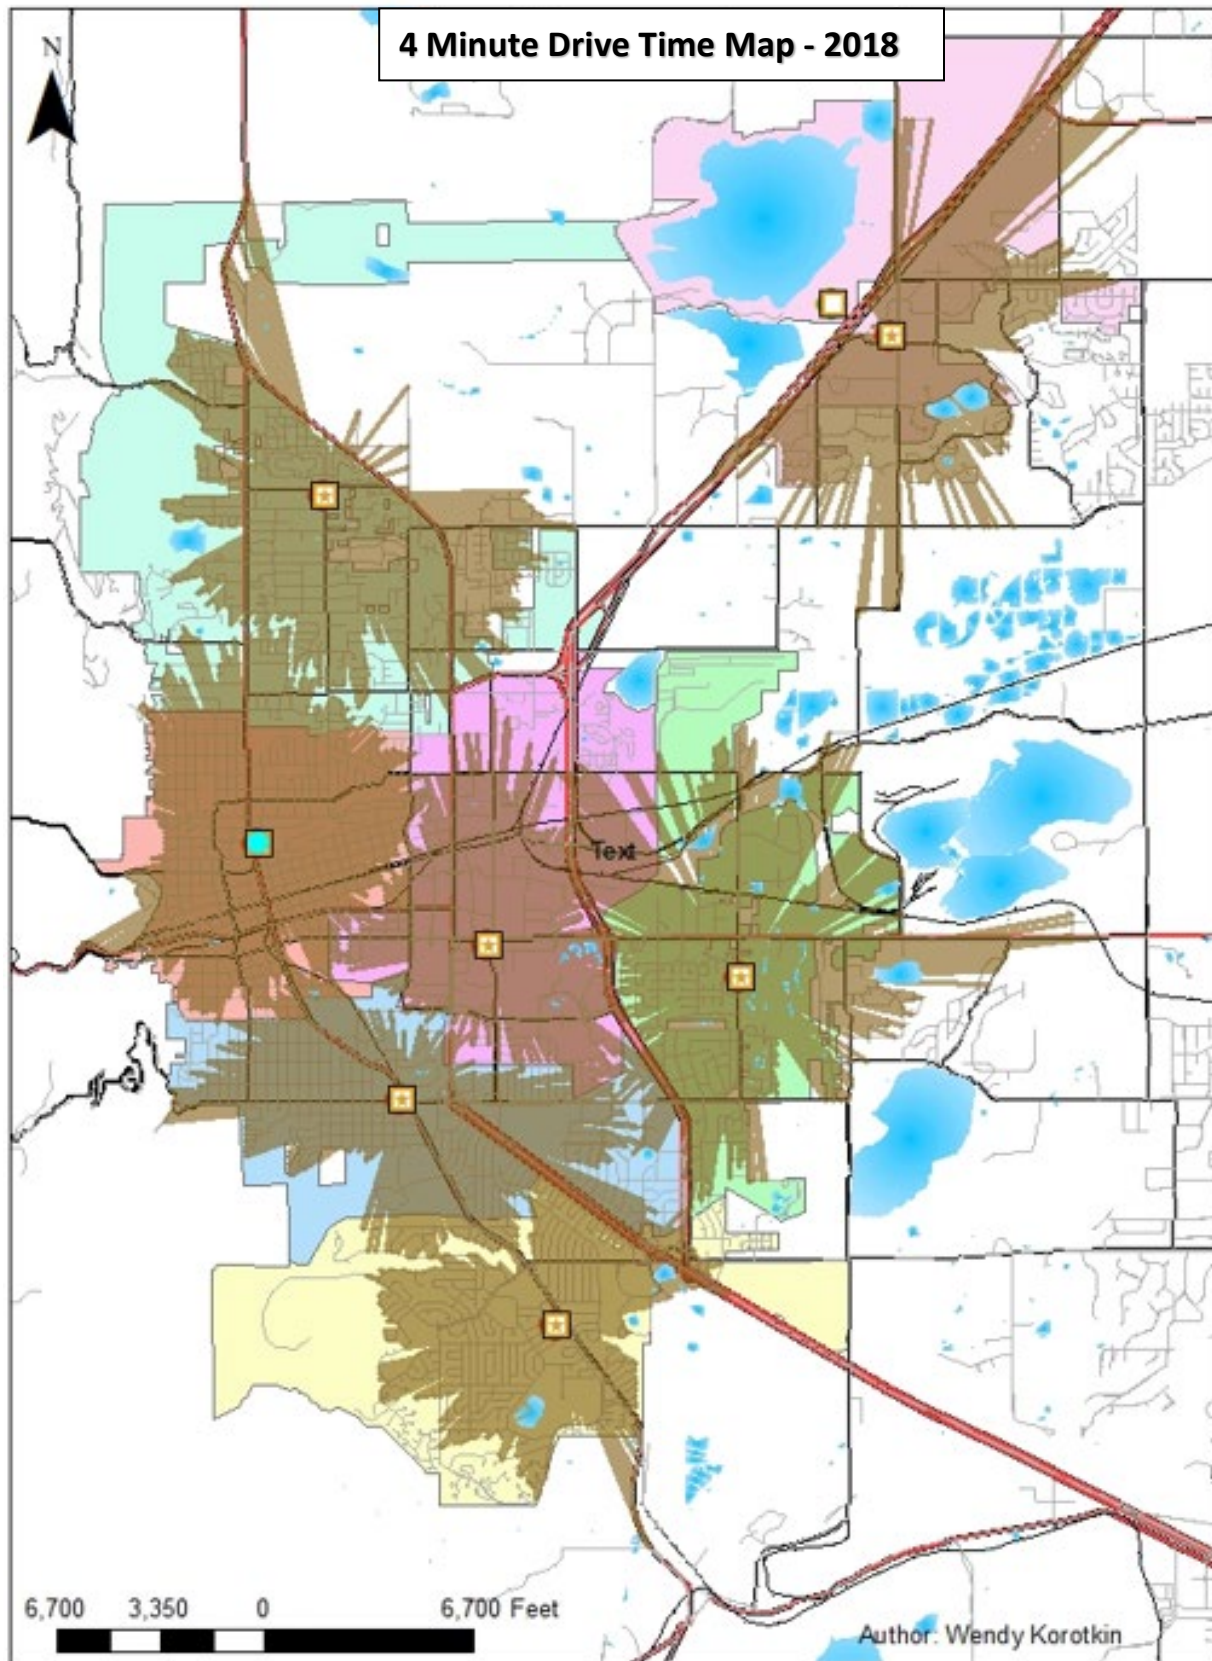 4 Minute Drive Time Map - 2018
N
Text
6,700 3,350 0 6,700 Feet
Author: Wendy Korotkin